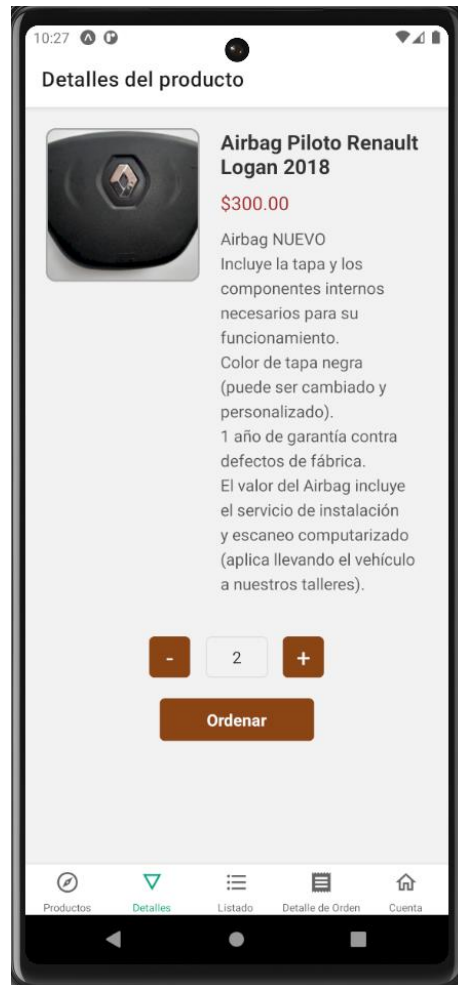 10:27
Detalles del producto
Airbag Piloto Renault
Logan 2018
$300.00
Airbag NUEVO
Incluye la tapa y los
componentes internos
necesarios para su
funcionamiento.
Color de tapa negra
(puede ser cambiado y
personalizado).
1 año de garantía contra
defectos de fábrica.
El valor del Airbag incluye
el servicio de instalación
y escaneo computarizado
(aplica llevando el vehículo
a nuestros talleres).
- 2 +
Ordenar
Productos Detalles Listado Detalle de Orden Cuenta